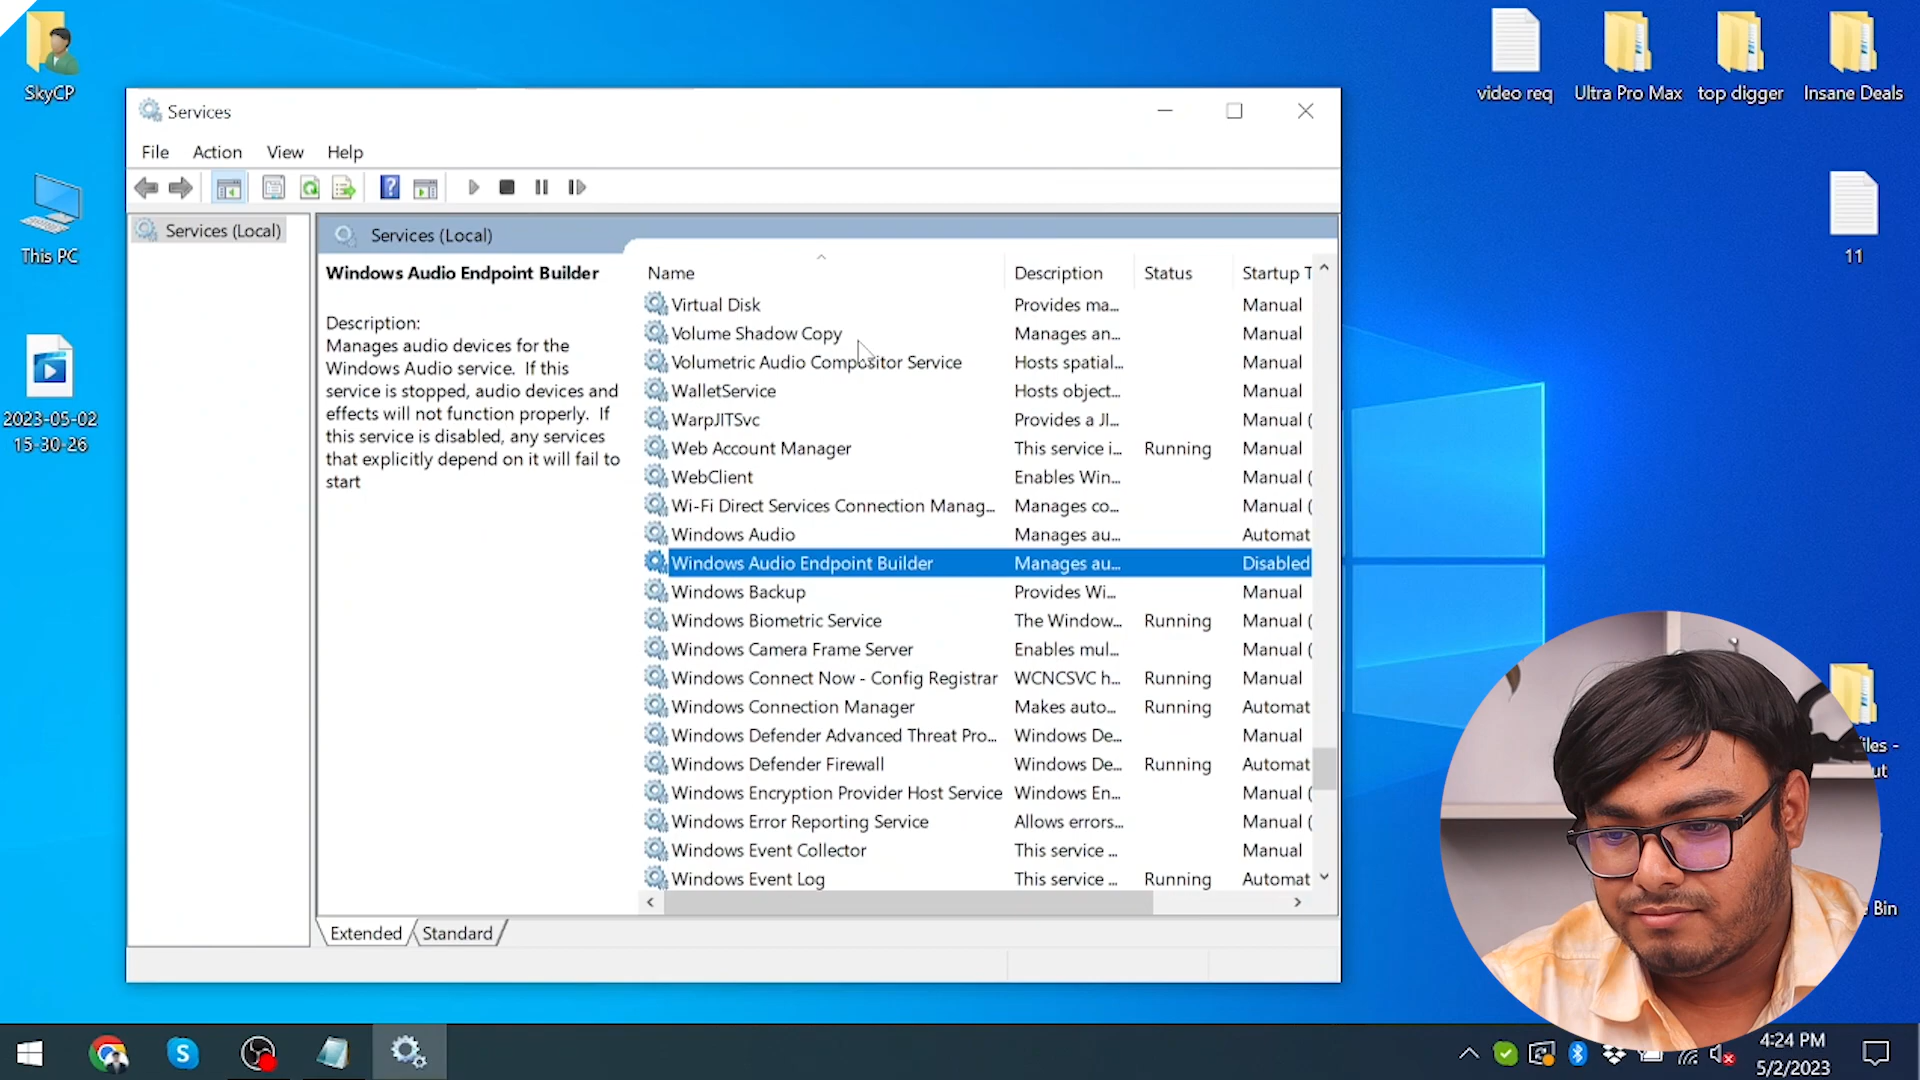 SkyCP
This PC
2023-05-02
15-30-26
video req
Ultra Pro Max
top digger
Insane Deals
11
Services
File Action View Help
Services (Local)
Services (Local)
Windows Audio Endpoint Builder
Description:
Manages audio devices for the
Windows Audio service. If this
service is stopped, audio devices and
effects will not function properly. If
this service is disabled, any services
that explicitly depend on it will fail to
start
Name Description Status Startup T
Virtual Disk Provides ma... Manual
Volume Shadow Copy Manages an... Manual
Volumetric Audio Compositor Service Hosts spatial... Manual
WalletService Hosts object... Manual
WarpJITSvc Provides a JI... Manual (
Web Account Manager This service i... Running Manual
WebClient Enables Win... Manual (
Wi-Fi Direct Services Connection Manag... Manages co... Manual (
Windows Audio Manages au... Automat
Windows Audio Endpoint Builder Manages au... Disabled
Windows Backup Provides Wi... Manual
Windows Biometric Service The Window... Running Manual (
Windows Camera Frame Server Enables mul... Manual (
Windows Connect Now - Config Registrar WCNCSVC h... Running Manual
Windows Connection Manager Makes auto... Running Automat
Windows Defender Advanced Threat Pro... Windows De... Manual
Windows Defender Firewall Windows De... Running Automat
Windows Encryption Provider Host Service Windows En... Manual (
Windows Error Reporting Service Allows errors... Manual (
Windows Event Collector This service ... Manual
Windows Event Log This service ... Running Automat
Extended Standard
Bin
4:24 PM
5/2/2023